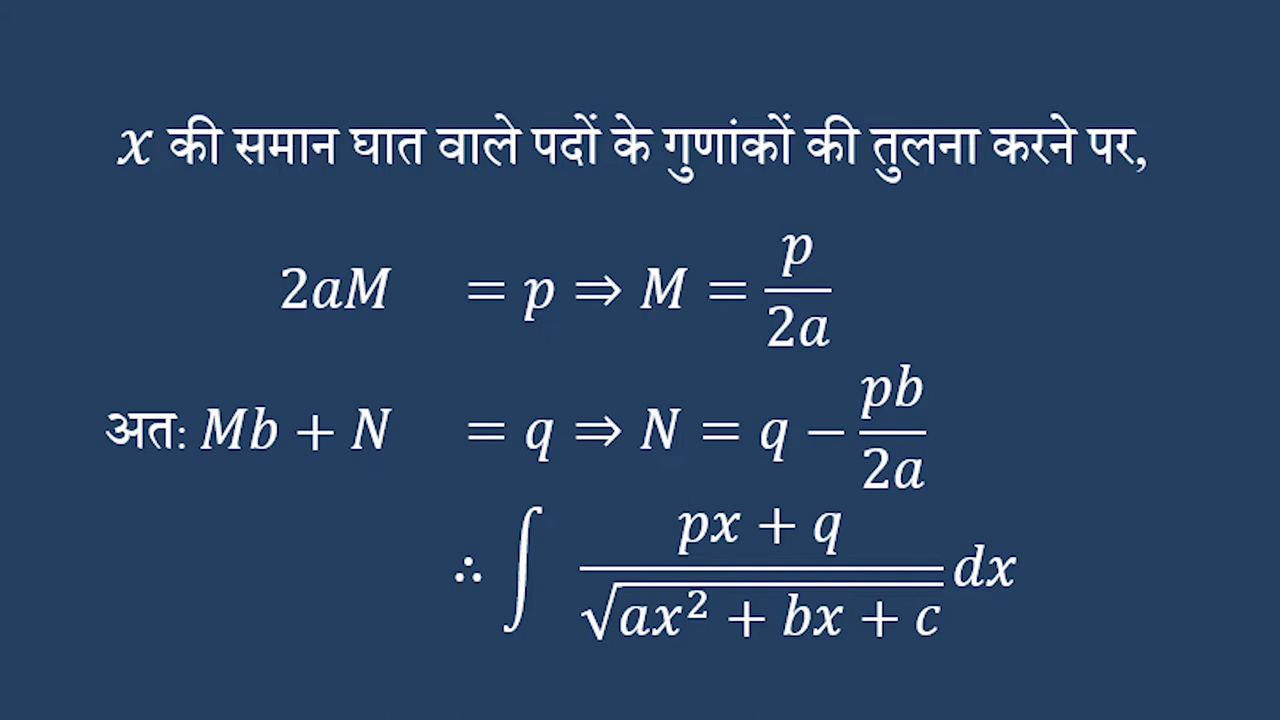 x की समान घात वाले पदों के गुणांकों की तुलना करने पर,
2aM = p ⇒ M = p/2a
अतः Mb + N = q ⇒ N = q − pb/2a
∴ ∫ (px + q)/√(ax² + bx + c) dx